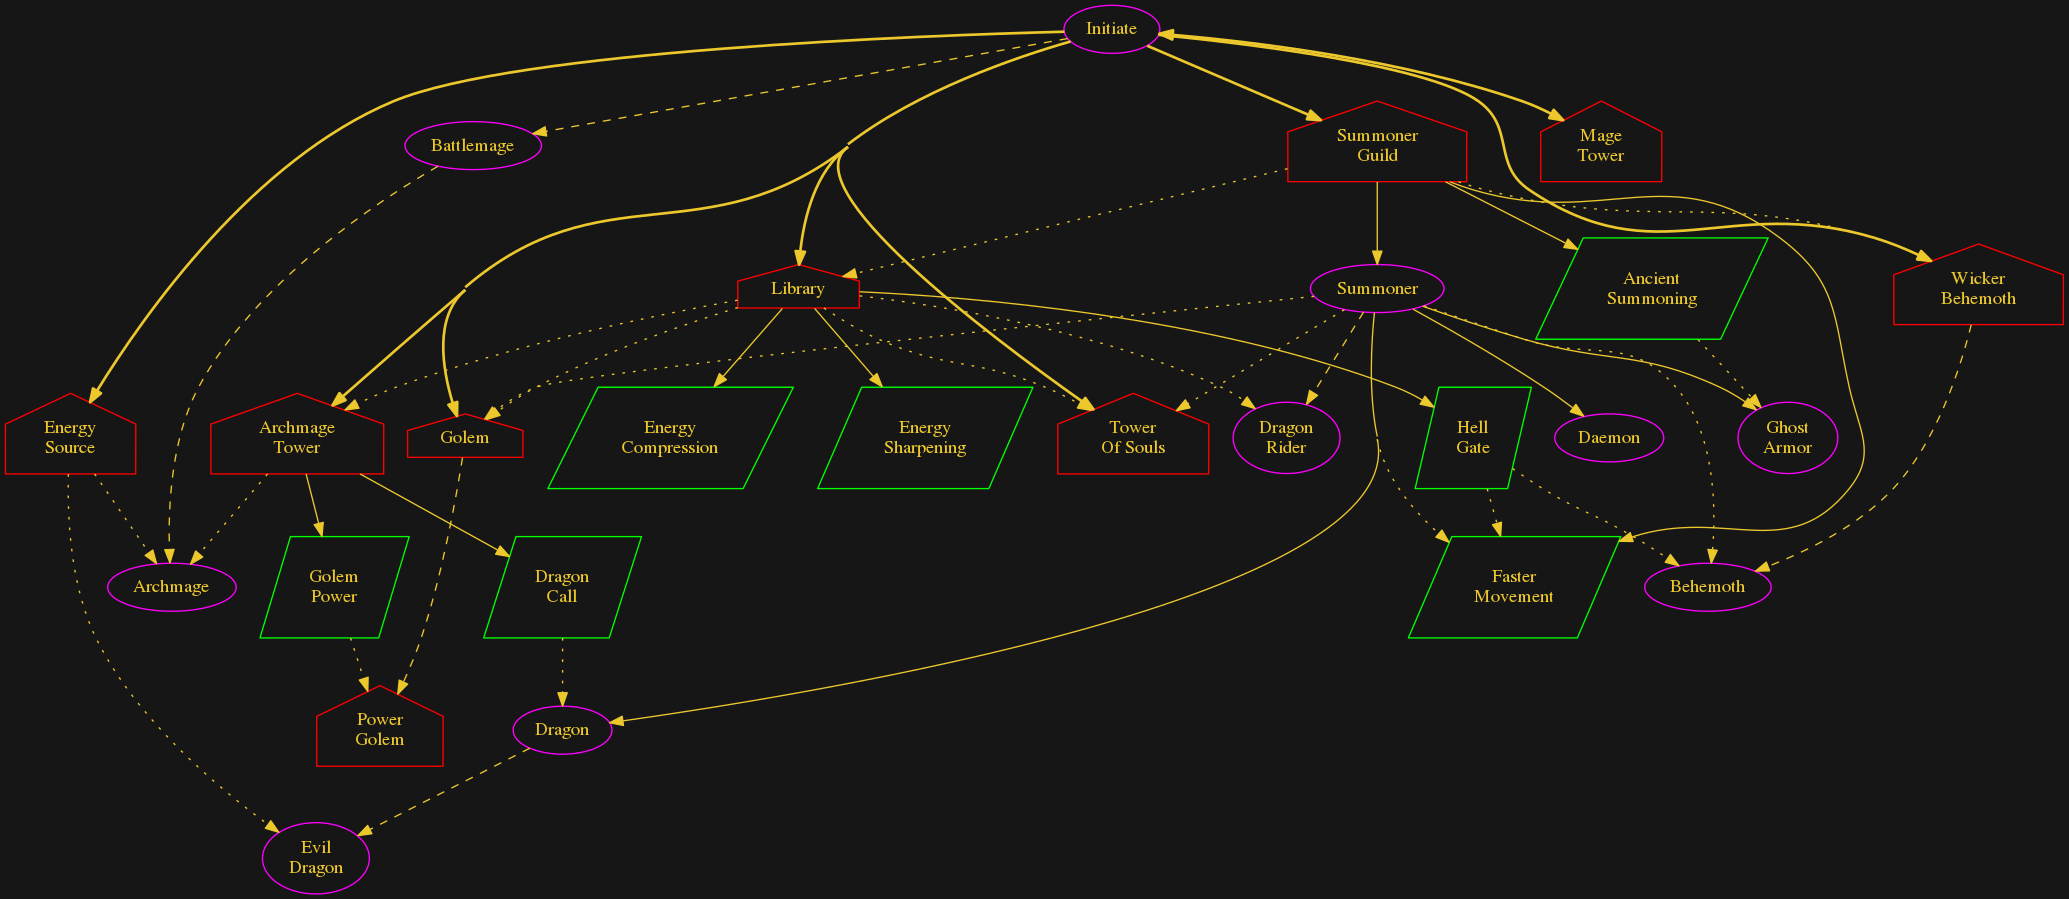 Initiate
Battlemage
Summoner
Guild
Mage
Tower
Library
Summoner
Ancient
Summoning
Wicker
Behemoth
Energy
Source
Archmage
Tower
Golem
Energy
Compression
Energy
Sharpening
Tower
Of Souls
Dragon
Rider
Hell
Gate
Daemon
Ghost
Armor
Archmage
Golem
Power
Dragon
Call
Faster
Movement
Behemoth
Power
Golem
Dragon
Evil
Dragon